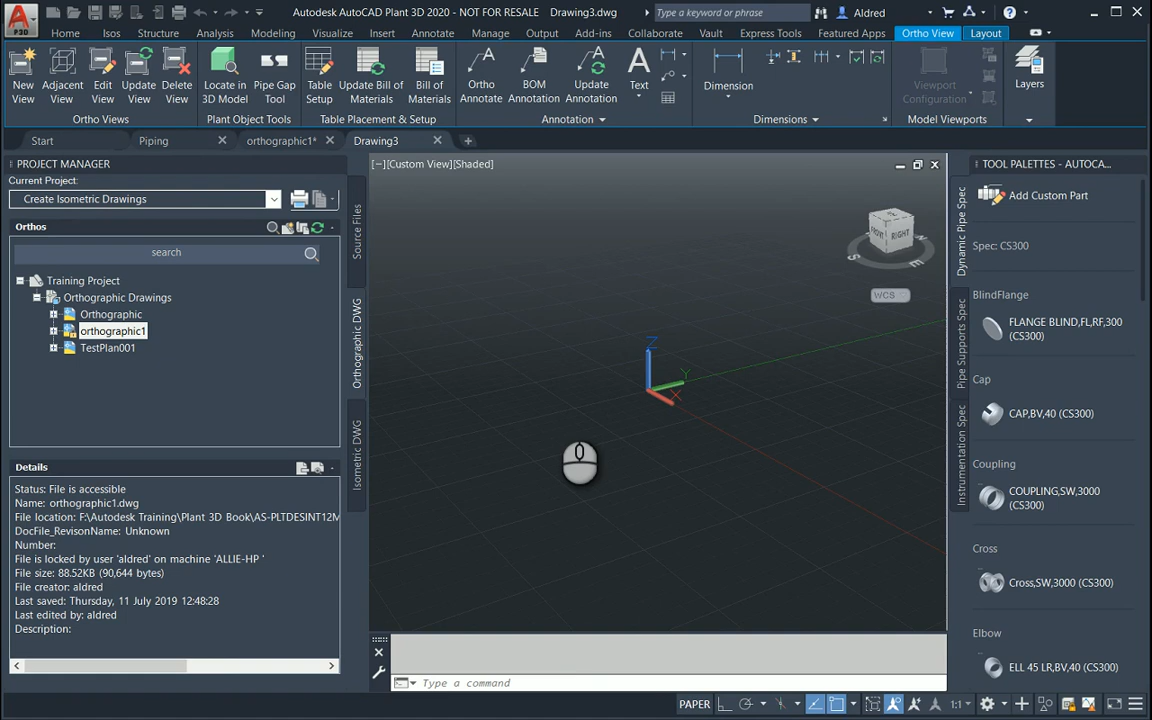 P3D
Autodesk AutoCAD Plant 3D 2020 - NOT FOR RESALE Drawing3.dwg
Type a keyword or phrase
Aldred
Home Isos Structure Analysis Visualize Insert Annotate Manage Output Add-ins Collaborate Vault Express Tools Featured Apps Ortho View Layout
New View
Adjacent View
Edit View
Update View
Delete View
Locate in 3D Model
Pipe Gap Tool
Table Setup
Update Bill of Materials
Bill of Materials
Ortho Annotate
BOM Annotation
Update Annotation
Text
Dimension
Viewport Configuration
Layers
Ortho Views
Plant Object Tools
Table Placement & Setup
Annotation
Dimensions
Model Viewports
Start
Piping
orthographic1*
Drawing3
PROJECT MANAGER
Current Project:
Create Isometric Drawings
Orthos
search
Training Project
Orthographic Drawings
Orthographic
orthographic1
TestPlan001
Details
Status: File is accessible
Name: orthographic1.dwg
File location: F:\Autodesk Training\Plant 3D Book\AS-PLTDESINT12M
DocFile_RevisonName: Unknown
Number:
File is locked by user 'aldred' on machine 'ALLIE-HP '
File size: 88.52KB (90,644 bytes)
File creator: aldred
Last saved: Thursday, 11 July 2019 12:48:28
Last edited by: aldred
Description:
Source Files
Orthographic DWG
Isometric DWG
[−][Custom View][Shaded]
FRONT
RIGHT
S
E
WCS
Z
Y
X
Type a command
TOOL PALETTES - AUTOCA...
Dynamic Pipe Spec
Pipe Supports Spec
Instrumentation Spec
Add Custom Part
Spec: CS300
BlindFlange
FLANGE BLIND,FL,RF,300
(CS300)
Cap
CAP,BV,40 (CS300)
Coupling
COUPLING,SW,3000
(CS300)
Cross
Cross,SW,3000 (CS300)
Elbow
ELL 45 LR,BV,40 (CS300)
PAPER
1:1